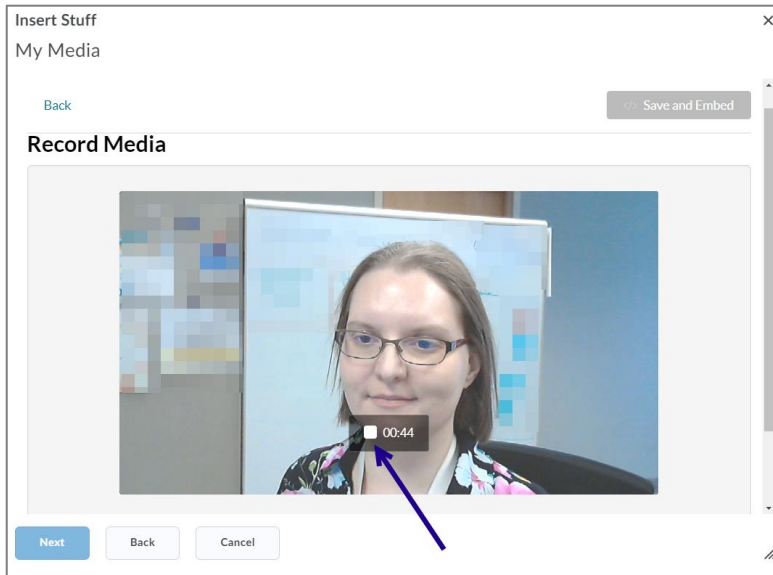 Insert Stuff
My Media
Back
Save and Embed
Record Media
00:44
Next
Back
Cancel